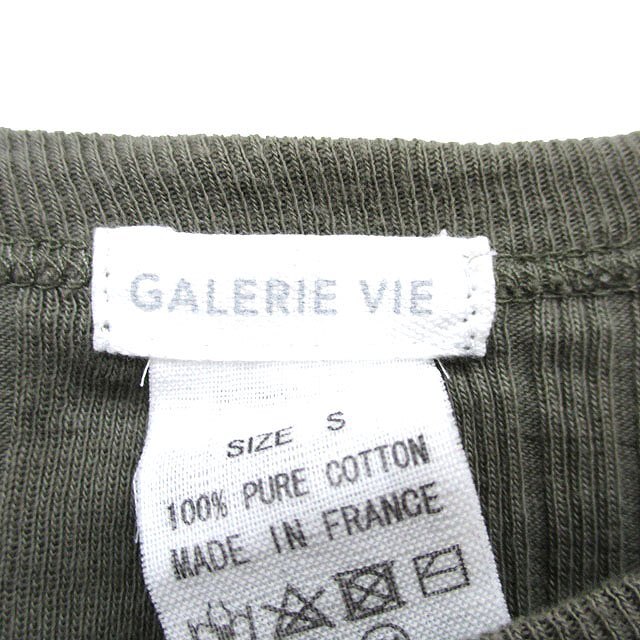 GALERIE VIE
SIZE S
100% PURE COTTON
MADE IN FRANCE